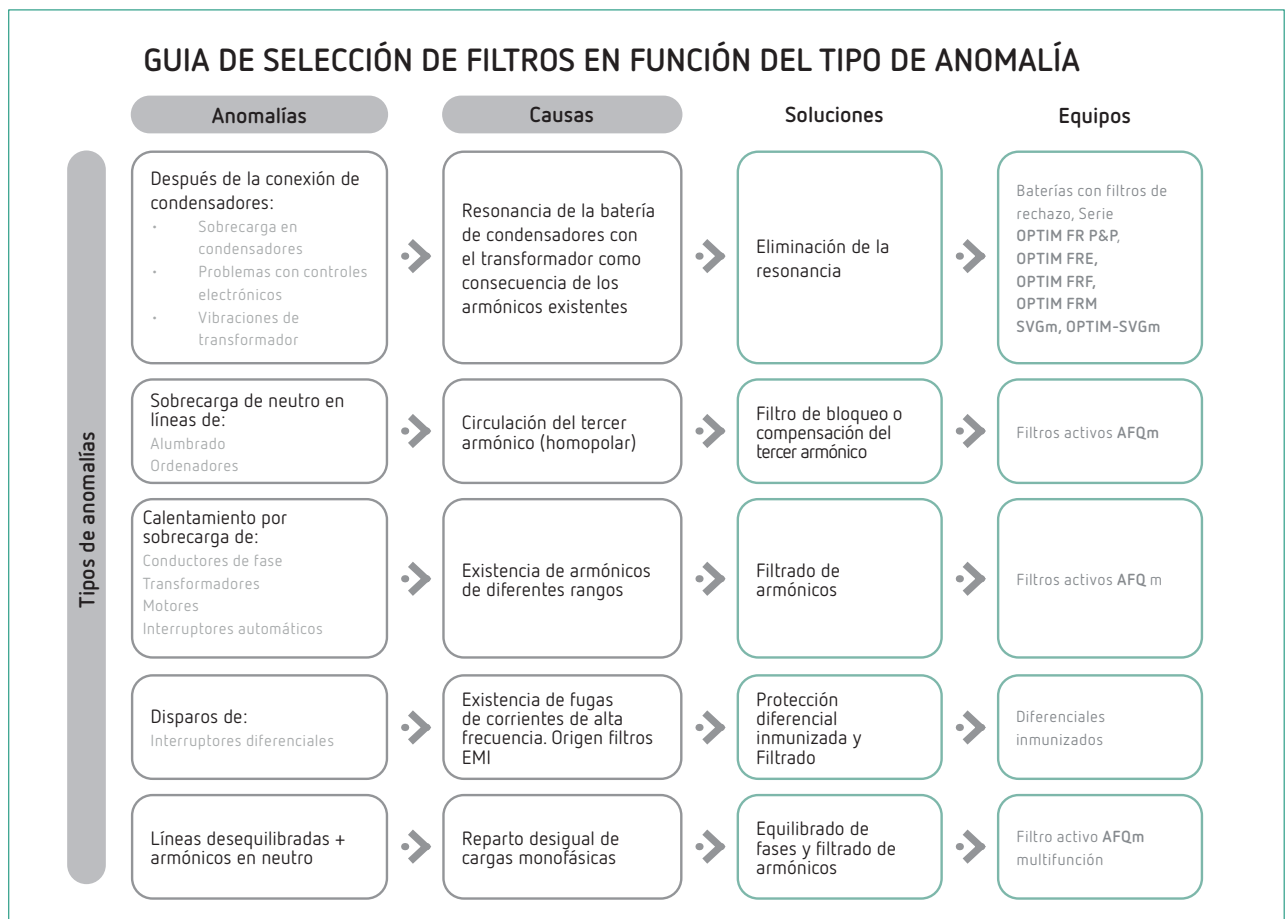 GUIA DE SELECCIÓN DE FILTROS EN FUNCIÓN DEL TIPO DE ANOMALÍA
Anomalías
Causas
Soluciones
Equipos
Tipos de anomalías
Después de la conexión de
condensadores:
• Sobrecarga en
condensadores
• Problemas con controles
electrónicos
• Vibraciones de
transformador
Resonancia de la batería
de condensadores con
el transformador como
consecuencia de los
armónicos existentes
Eliminación de la
resonancia
Baterías con filtros de
rechazo, Serie
OPTIM FR P&P,
OPTIM FRE,
OPTIM FRF,
OPTIM FRM
SVGm, OPTIM-SVGm
Sobrecarga de neutro en
líneas de:
Alumbrado
Ordenadores
Circulación del tercer
armónico (homopolar)
Filtro de bloqueo o
compensación del
tercer armónico
Filtros activos AFQm
Calentamiento por
sobrecarga de:
Conductores de fase
Transformadores
Motores
Interruptores automáticos
Existencia de armónicos
de diferentes rangos
Filtrado de
armónicos
Filtros activos AFQ m
Disparos de:
Interruptores diferenciales
Existencia de fugas
de corrientes de alta
frecuencia. Origen filtros
EMI
Protección
diferencial
inmunizada y
Filtrado
Diferenciales
inmunizados
Líneas desequilibradas +
armónicos en neutro
Reparto desigual de
cargas monofásicas
Equilibrado de
fases y filtrado de
armónicos
Filtro activo AFQm
multifunción